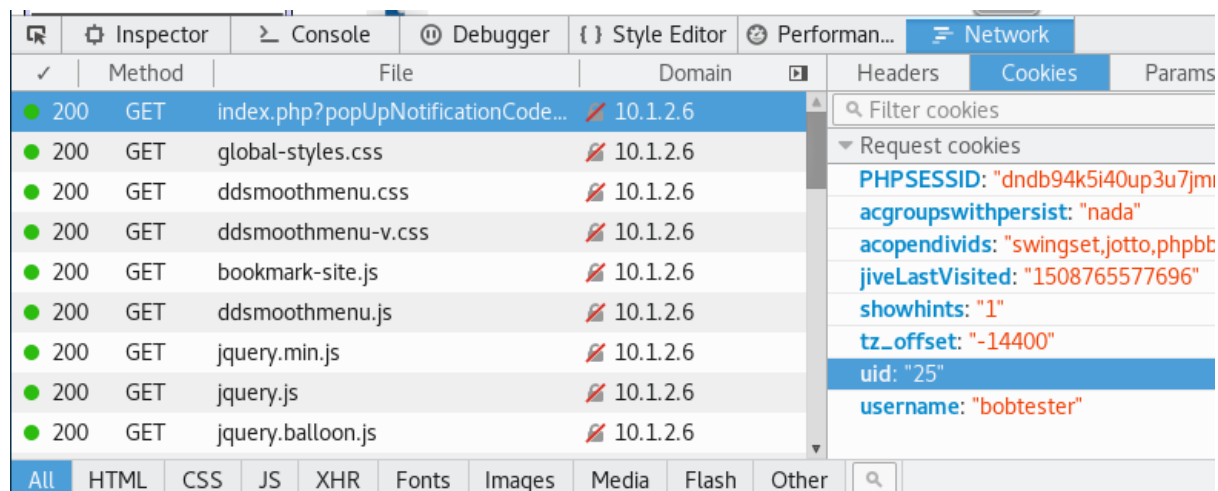 Inspector Console Debugger { } Style Editor Performan... Network
✓ Method File Domain Headers Cookies Params
200 GET index.php?popUpNotificationCode... 10.1.2.6
Filter cookies
200 GET global-styles.css 10.1.2.6
Request cookies
200 GET ddsmoothmenu.css 10.1.2.6
PHPSESSID: "dndb94k5i40up3u7jm
200 GET ddsmoothmenu-v.css 10.1.2.6
acgroupswithpersist: "nada"
acopendivids: "swingset,jotto,phpbb
200 GET bookmark-site.js 10.1.2.6
jiveLastVisited: "1508765577696"
200 GET ddsmoothmenu.js 10.1.2.6
showhints: "1"
200 GET jquery.min.js 10.1.2.6
tz_offset: "-14400"
200 GET jquery.js 10.1.2.6
uid: "25"
200 GET jquery.balloon.js 10.1.2.6
username: "bobtester"
All HTML CSS JS XHR Fonts Images Media Flash Other